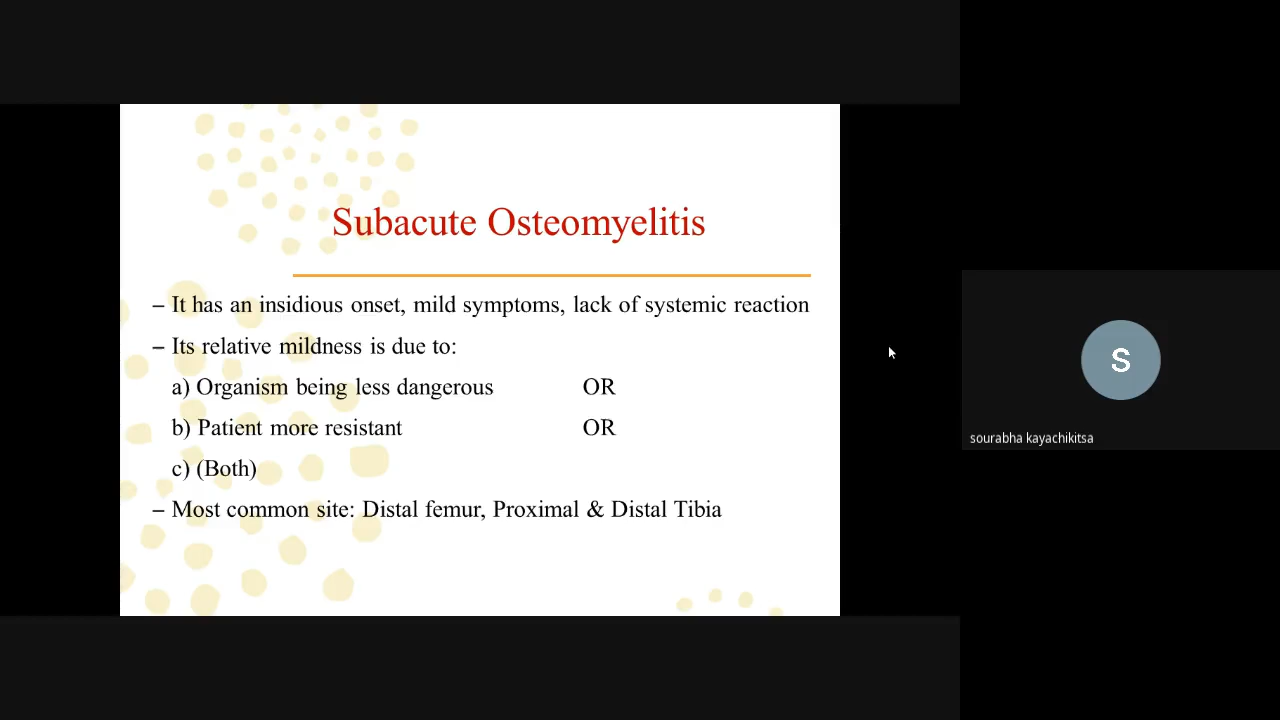 Subacute Osteomyelitis
– It has an insidious onset, mild symptoms, lack of systemic reaction
– Its relative mildness is due to:
a) Organism being less dangerous OR
b) Patient more resistant OR
c) (Both)
– Most common site: Distal femur, Proximal & Distal Tibia
S
sourabha kayachikitsa